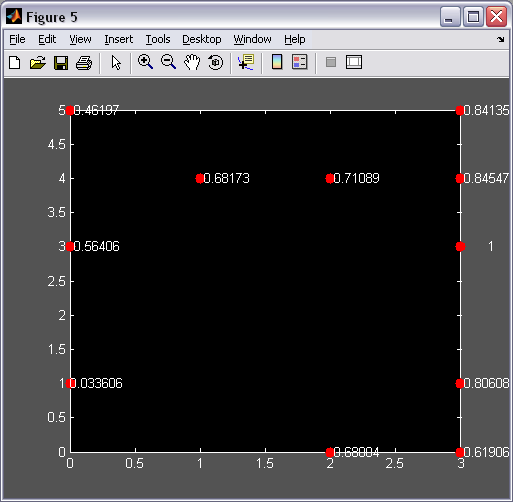 Figure 5
File Edit View Insert Tools Desktop Window Help
5 0.46197 0.84135
4.5
4 0.68173 0.71089 0.84547
3.5
3 0.56406 1
2.5
2
1.5
1 0.033606 0.80608
0.5
0 0.68004 0.61906
0 0.5 1 1.5 2 2.5 3